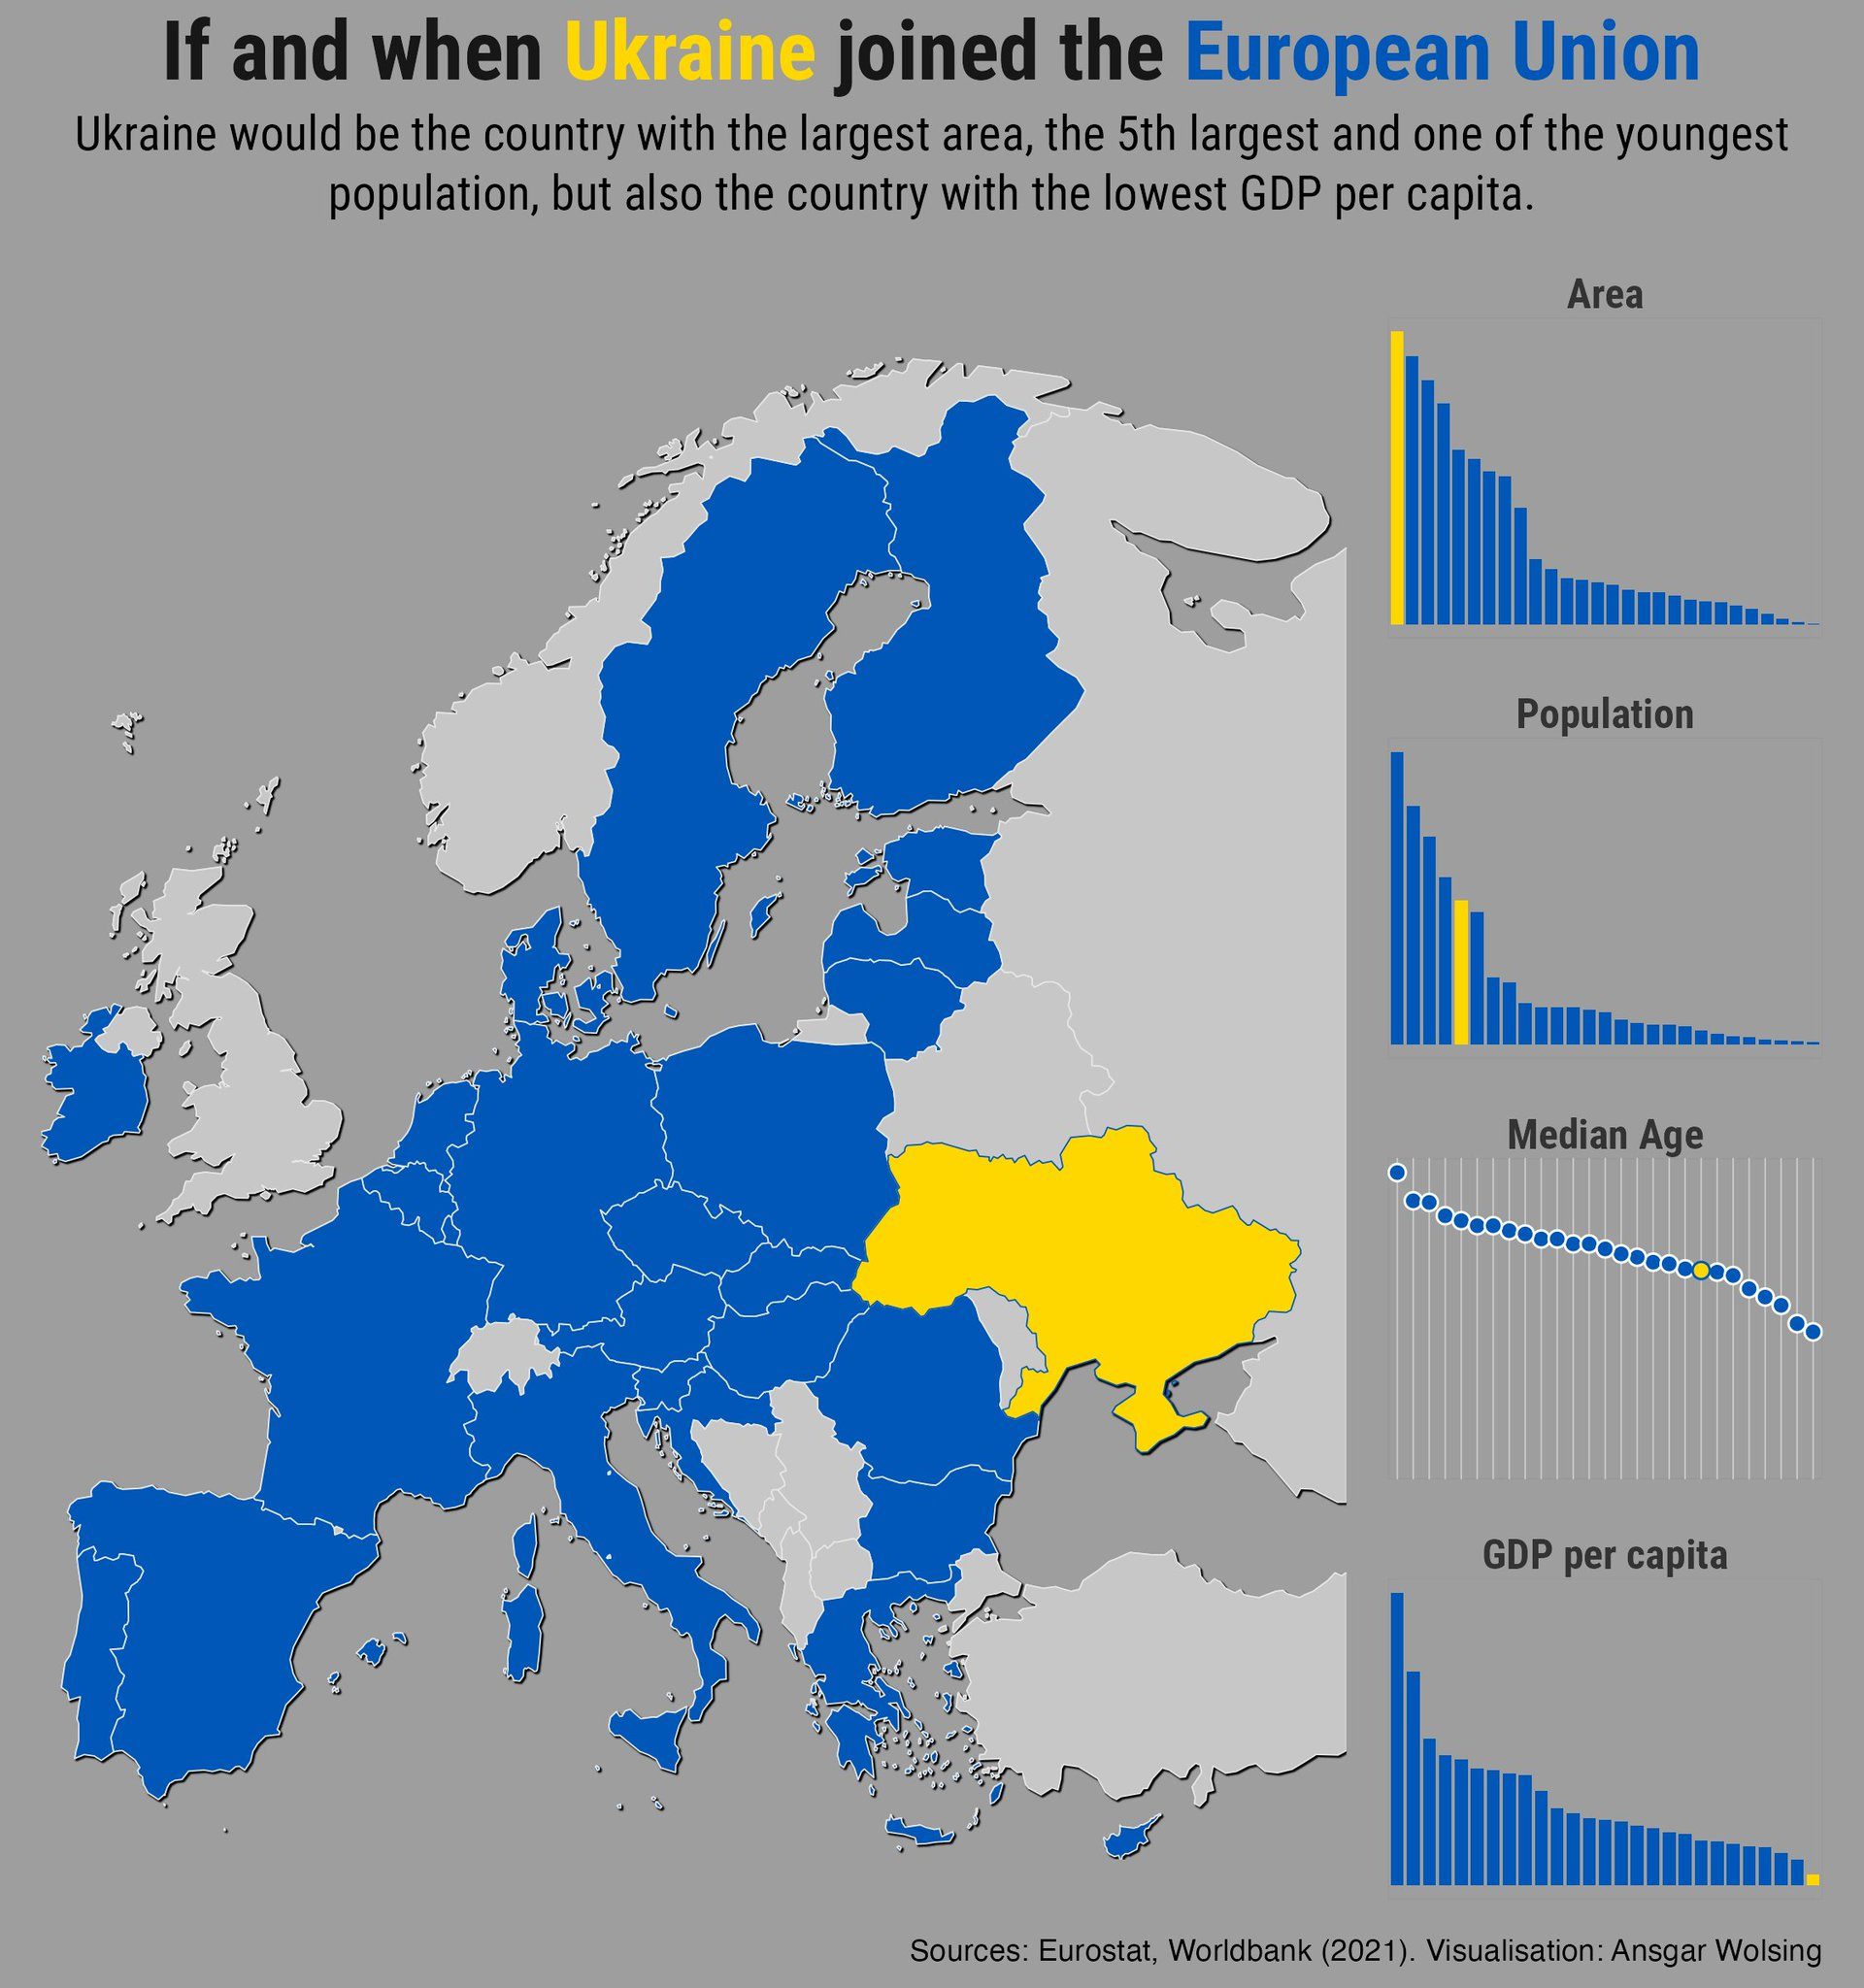 If and when Ukraine joined the European Union
Ukraine would be the country with the largest area, the 5th largest and one of the youngest
population, but also the country with the lowest GDP per capita.
Area
Population
Median Age
GDP per capita
Sources: Eurostat, Worldbank (2021). Visualisation: Ansgar Wolsing